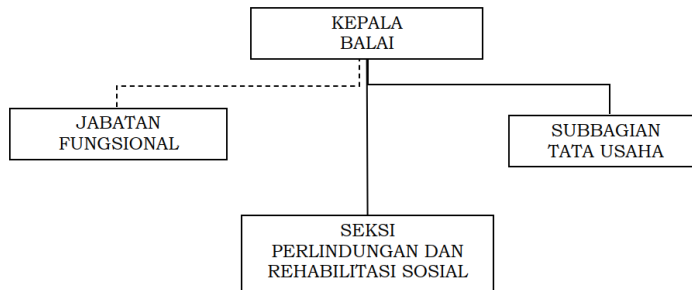 KEPALA
BALAI
JABATAN
FUNGSIONAL
SUBBAGIAN
TATA USAHA
SEKSI
PERLINDUNGAN DAN
REHABILITASI SOSIAL